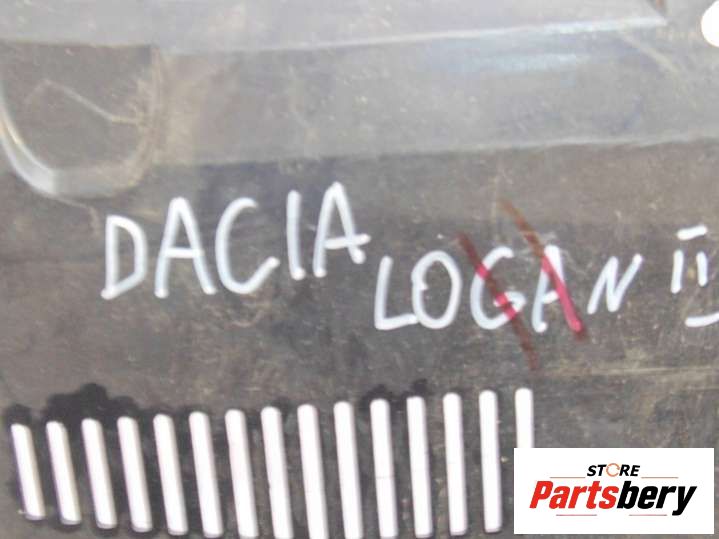 DACIA
LOGAN II
STORE
Partsbery